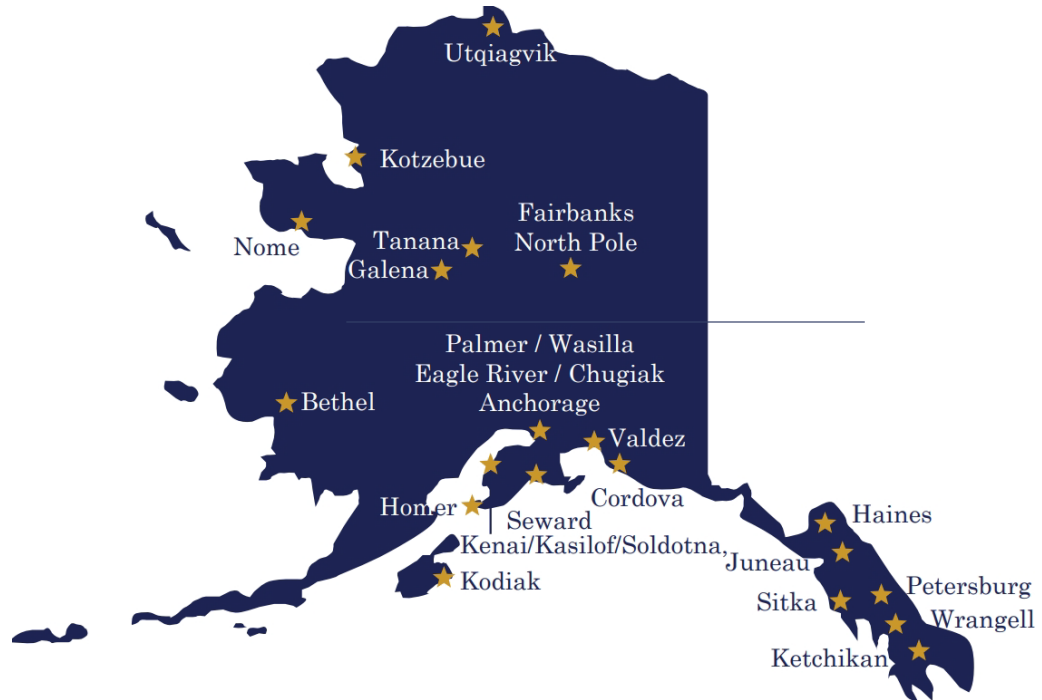 Utqiagvik
Kotzebue
Fairbanks
North Pole
Nome
Tanana
Galena
Palmer / Wasilla
Eagle River / Chugiak
Anchorage
Bethel
Valdez
Cordova
Homer
Seward
Kenai/Kasilof/Soldotna,
Kodiak
Haines
Juneau
Petersburg
Sitka
Wrangell
Ketchikan